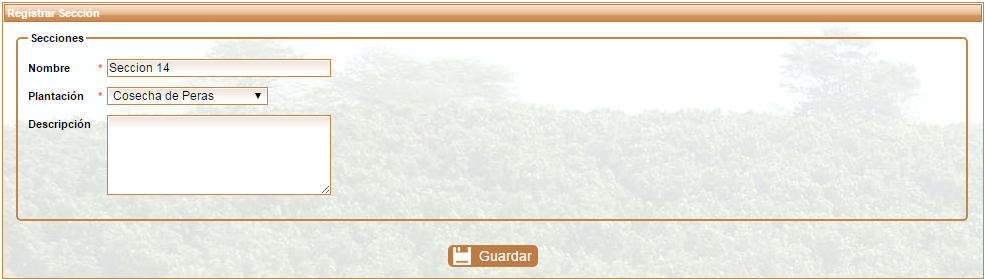 Registrar Sección
Secciones
Nombre * Seccion 14
Plantación * Cosecha de Peras
Descripción
Guardar